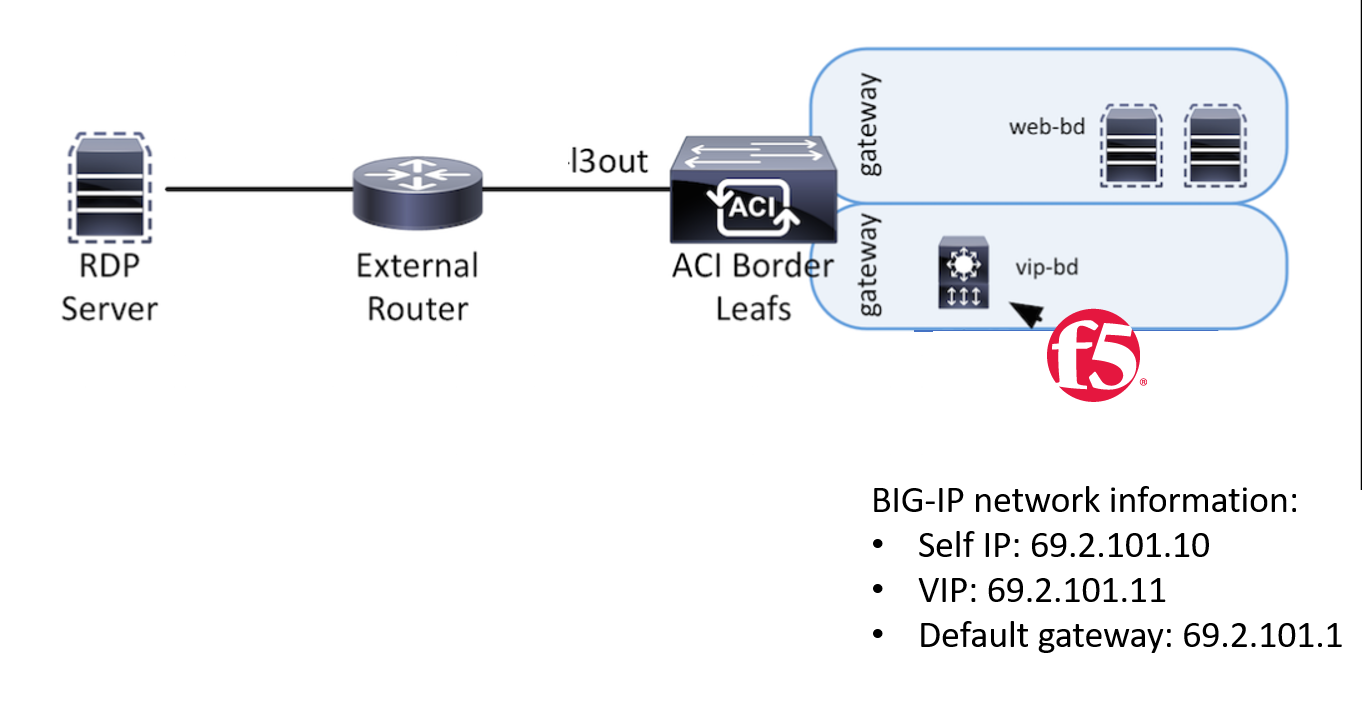 gateway
web-bd
l3out
ACI
RDP
Server
External
Router
ACI Border
Leafs
gateway
vip-bd
f5
®
BIG-IP network information:
• Self IP: 69.2.101.10
• VIP: 69.2.101.11
• Default gateway: 69.2.101.1